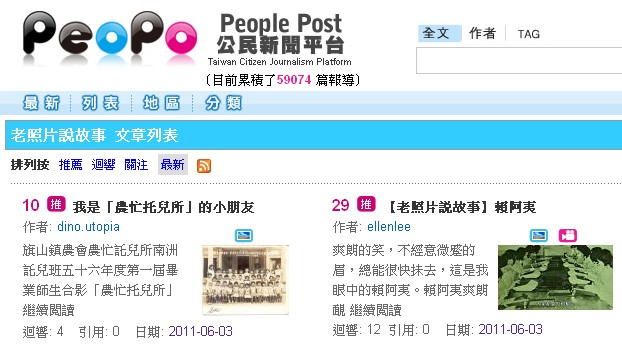 PeoPo
People Post
公民新聞平台
Taiwan Citizen Journalism Platform
〔目前累積了59074 篇報導〕
全文 作者 TAG
最新 列表 地區 分類
老照片說故事 文章列表
排列按 推薦 迴響 關注 最新
10 推 我是「農忙托兒所」的小朋友
作者: dino.utopia
旗山鎮農會農忙託兒所南洲
託兒班五十六年度第一屆畢
業師生合影「農忙托兒所」
繼續閱讀
迴響: 4 引用: 0 日期: 2011-06-03
29 推 【老照片說故事】賴阿夷
作者: ellenlee
爽朗的笑，不經意微蹙的
眉，總能很快抹去，這是我
眼中的賴阿夷。賴阿夷爽朗
靦 繼續閱讀
迴響: 12 引用: 0 日期: 2011-06-03